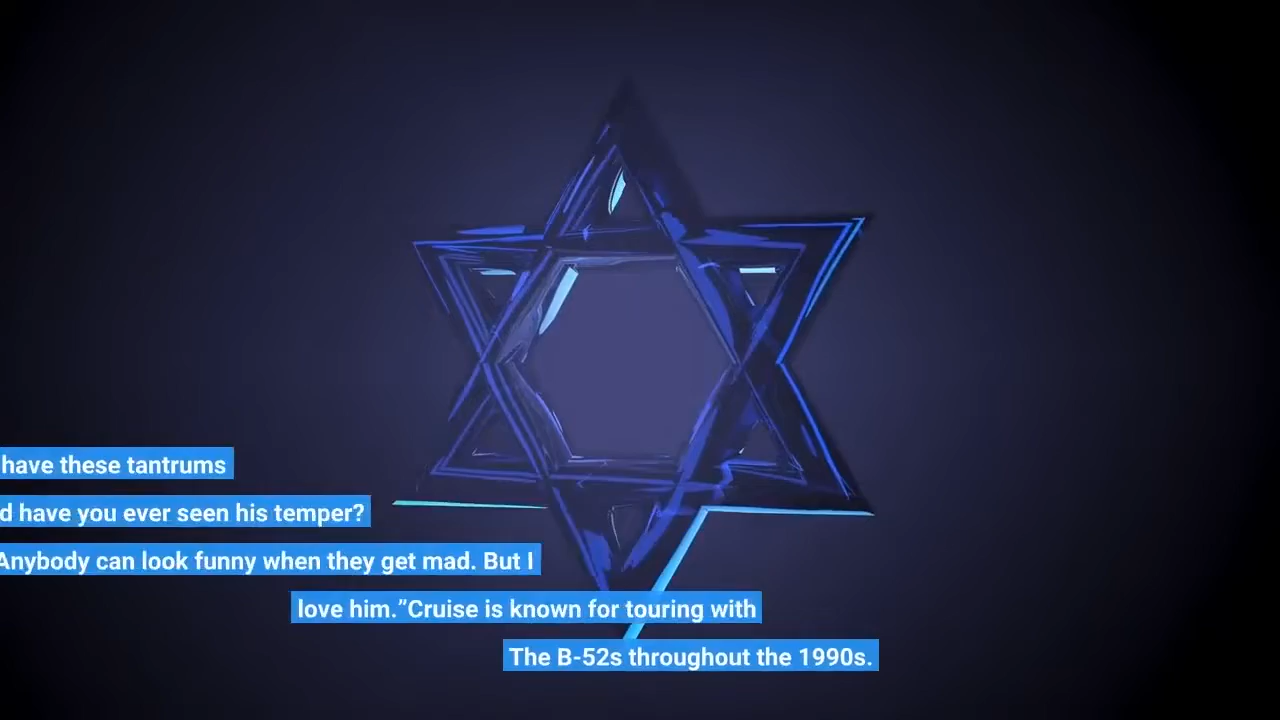 have these tantrums
d have you ever seen his temper?
Anybody can look funny when they get mad. But I
love him.”Cruise is known for touring with
The B-52s throughout the 1990s.